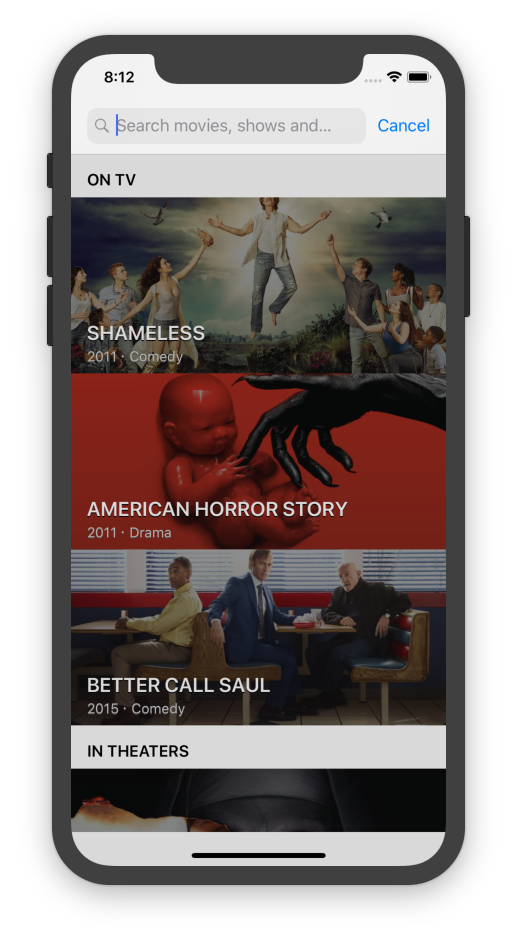 8:12
Search movies, shows and...
Cancel
ON TV
SHAMELESS
2011 · Comedy
AMERICAN HORROR STORY
2011 · Drama
BETTER CALL SAUL
2015 · Comedy
IN THEATERS